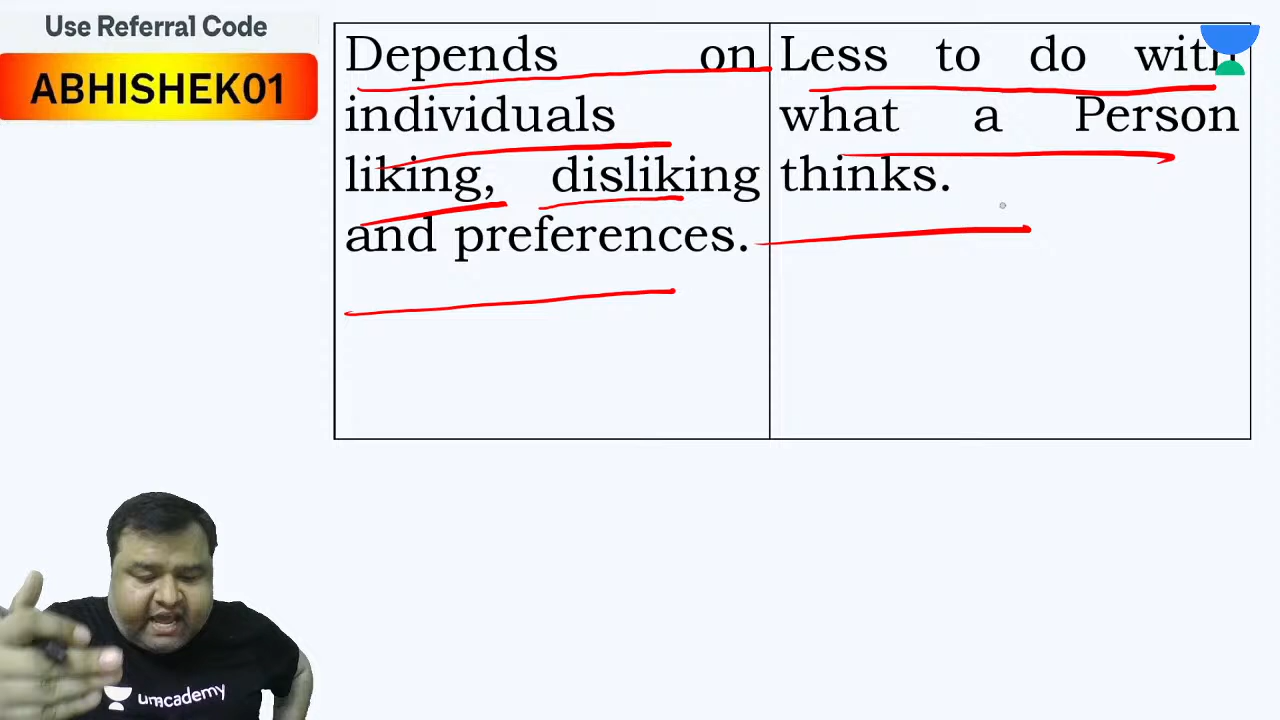 Use Referral Code
ABHISHEK01
Depends on
individuals
liking, disliking
and preferences.
Less to do with
what a Person
thinks.
unacademy